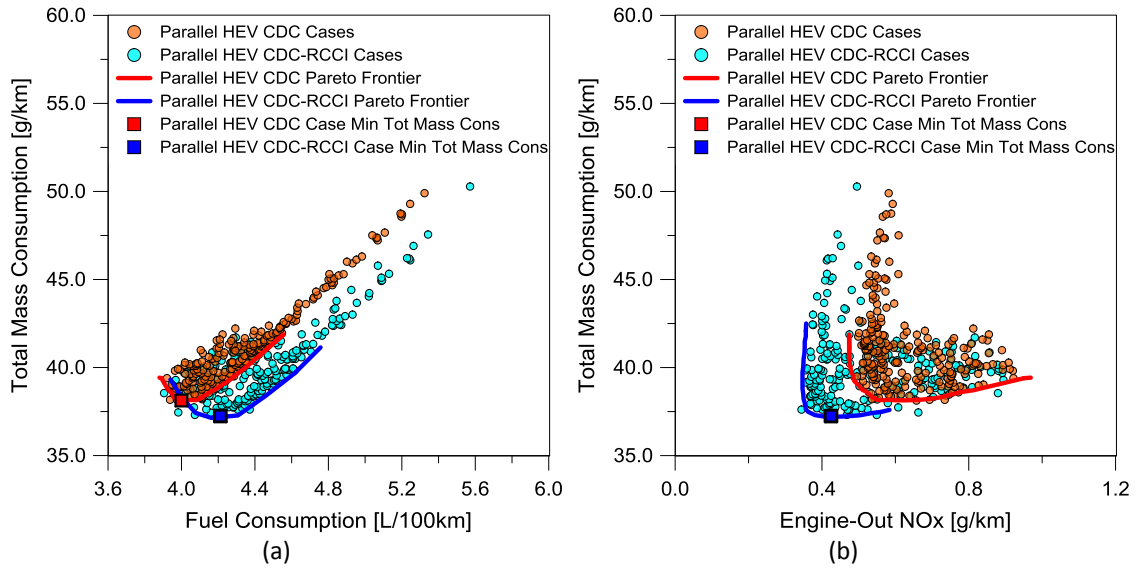 Total Mass Consumption [g/km]
60.0
55.0
50.0
45.0
40.0
35.0
Parallel HEV CDC Cases
Parallel HEV CDC-RCCI Cases
Parallel HEV CDC Pareto Frontier
Parallel HEV CDC-RCCI Pareto Frontier
Parallel HEV CDC Case Min Tot Mass Cons
Parallel HEV CDC-RCCI Case Min Tot Mass Cons
3.6 4.0 4.4 4.8 5.2 5.6 6.0
Fuel Consumption [L/100km]
(a)
Total Mass Consumption [g/km]
60.0
55.0
50.0
45.0
40.0
35.0
Parallel HEV CDC Cases
Parallel HEV CDC-RCCI Cases
Parallel HEV CDC Pareto Frontier
Parallel HEV CDC-RCCI Pareto Frontier
Parallel HEV CDC Case Min Tot Mass Cons
Parallel HEV CDC-RCCI Case Min Tot Mass Cons
0.0 0.4 0.8 1.2
Engine-Out NOx [g/km]
(b)